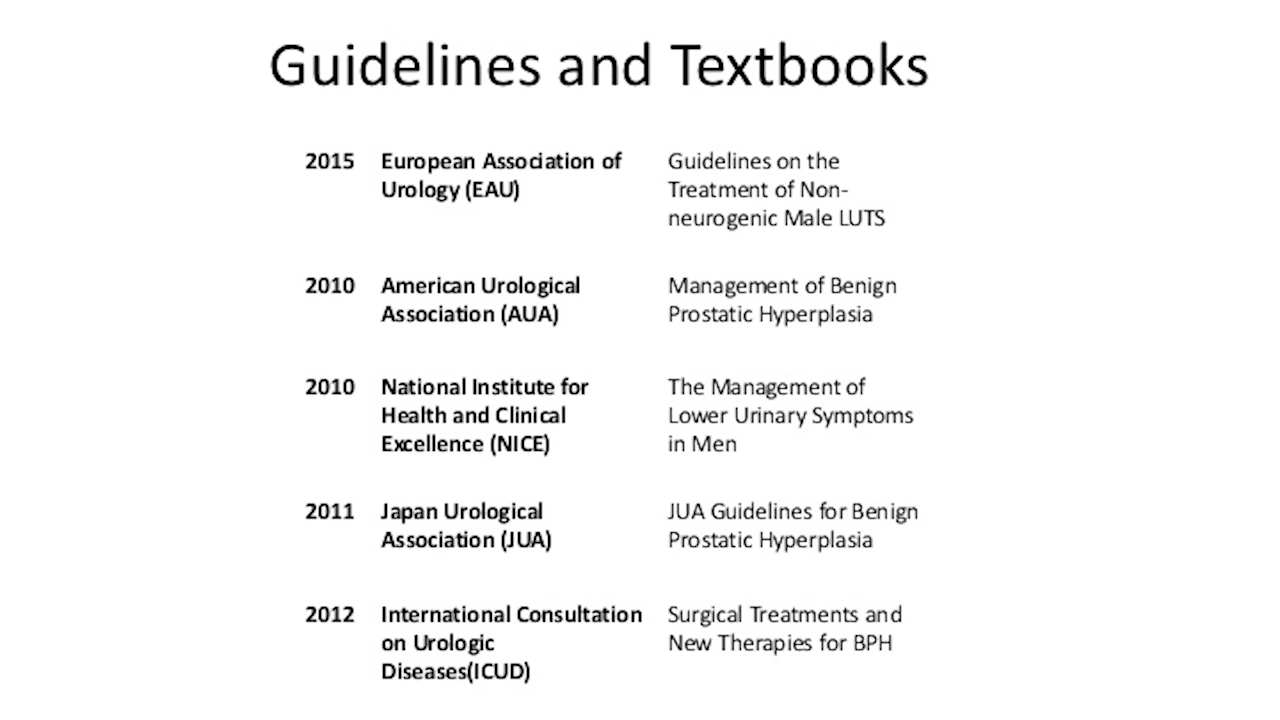 Guidelines and Textbooks
2015 European Association of Guidelines on the
Urology (EAU) Treatment of Non-
neurogenic Male LUTS
2010 American Urological Management of Benign
Association (AUA) Prostatic Hyperplasia
2010 National Institute for The Management of
Health and Clinical Lower Urinary Symptoms
Excellence (NICE) in Men
2011 Japan Urological JUA Guidelines for Benign
Association (JUA) Prostatic Hyperplasia
2012 International Consultation Surgical Treatments and
on Urologic New Therapies for BPH
Diseases(ICUD)